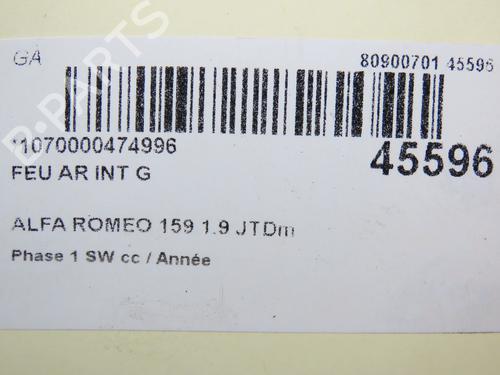 GA
80900701 45596
*1070000474996
45596
FEU AR INT G
ALFA ROMEO 159 1.9 JTDm
Phase 1 SW cc / Année
B-PARTS